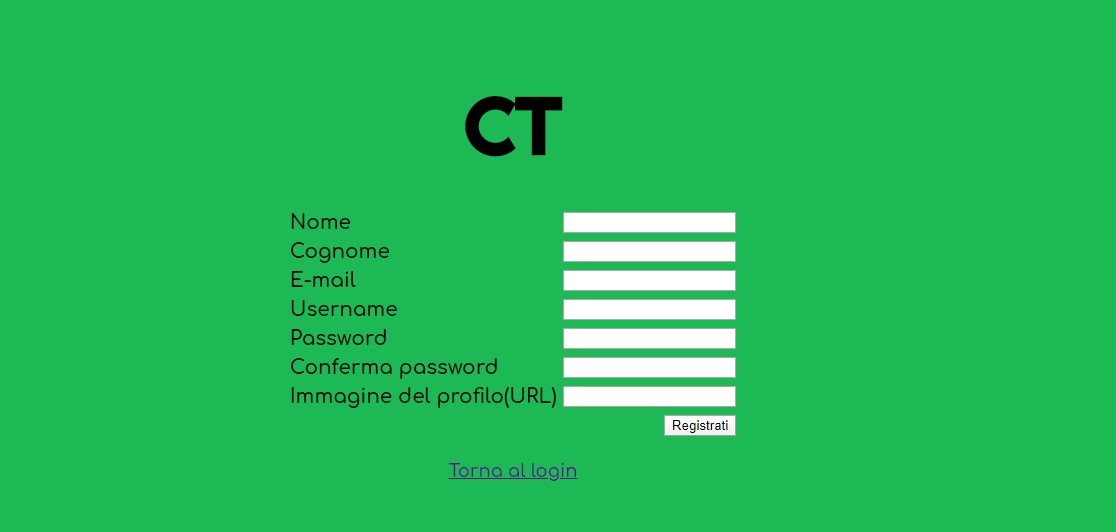 CT
Nome
Cognome
E-mail
Username
Password
Conferma password
Immagine del profilo(URL)
Registrati
Torna al login